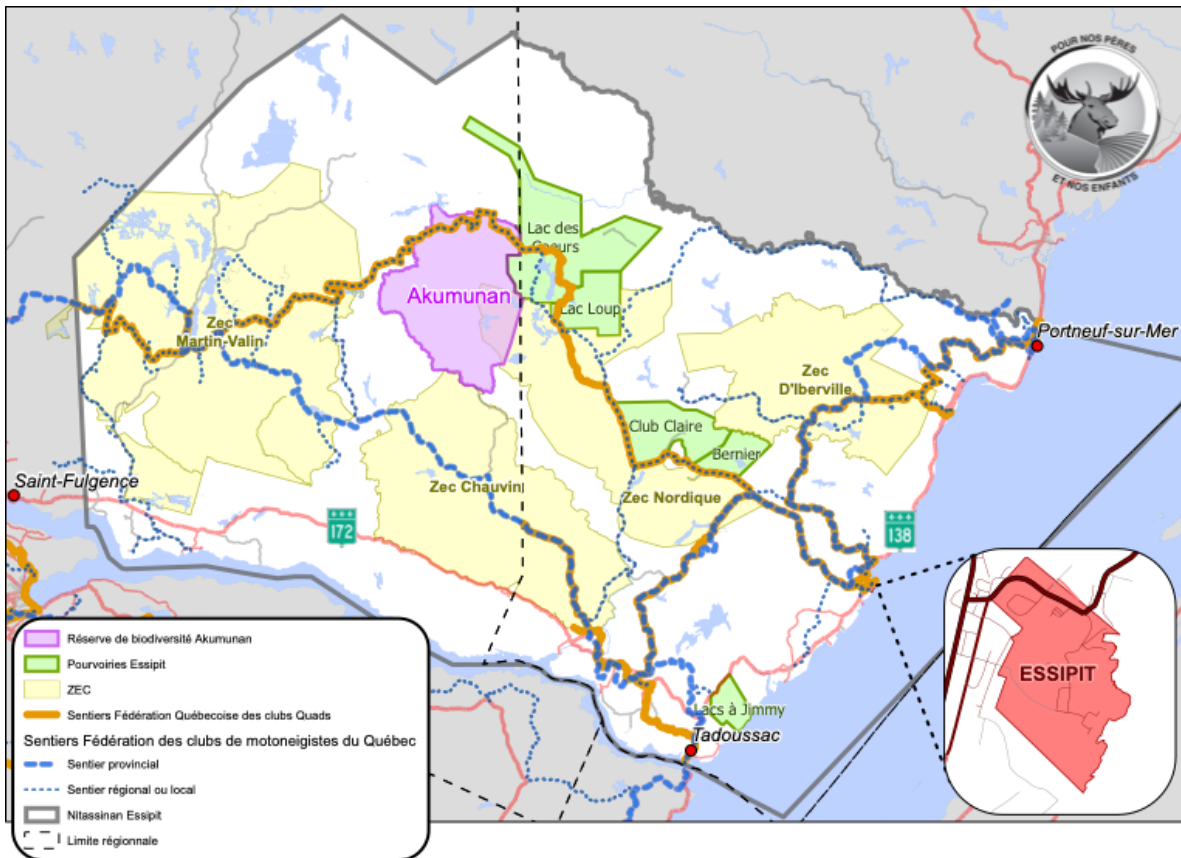 POUR NOS PÈRES
ET NOS ENFANTS
Lac des
Coeurs
Akumunan
Lac Loup
Zec
Martin-Valin
Portneuf-sur-Mer
Zec
D'Iberville
Club Claire
Bernier
Saint-Fulgence
Zec Chauvin
Zec Nordique
172
138
Lacs à Jimmy
Tadoussac
ESSIPIT
Réserve de biodiversité Akumunan
Pourvoiries Essipit
ZEC
Sentiers Fédération Québecoise des clubs Quads
Sentiers Fédération des clubs de motoneigistes du Québec
Sentier provincial
Sentier régional ou local
Nitassinan Essipit
Limite régionnale